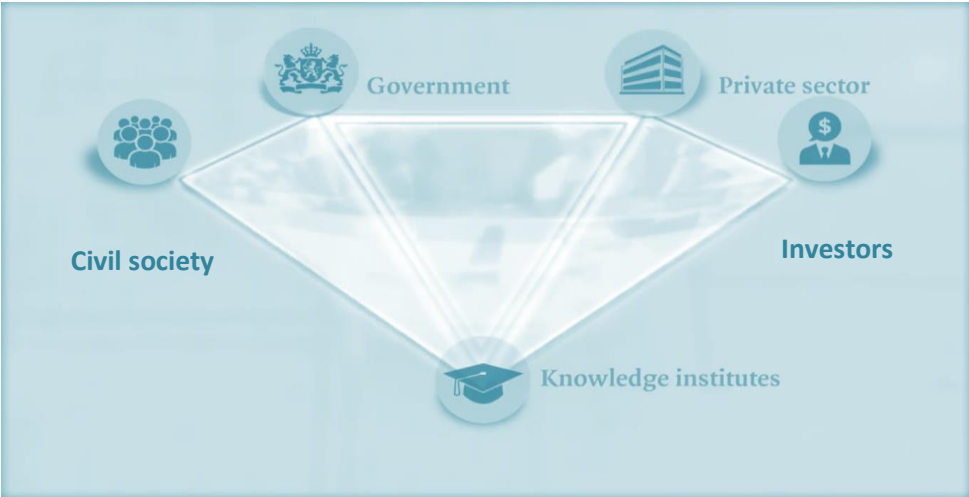 Government
Private sector
$
Civil society
Investors
Knowledge institutes